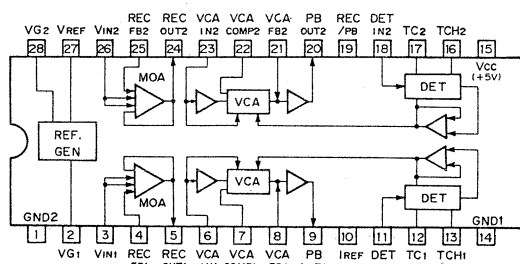 REC REC VCA VCA VCA PB REC DET
VG2 VREF VIN2 FB2 OUT2 IN2 COMP2 FB2 OUT2 /PB IN2 TC2 TCH2
28 27 26 25 24 23 22 21 20 19 18 17 16 15
VCC
(+5V)
MOA
VCA
DET
REF.
GEN
MOA
VCA
DET
GND2
GND1
1 2 3 4 5 6 7 8 9 10 11 12 13 14
VG1 VIN1 REC REC VCA VCA VCA PB IREF DET TC1 TCH1